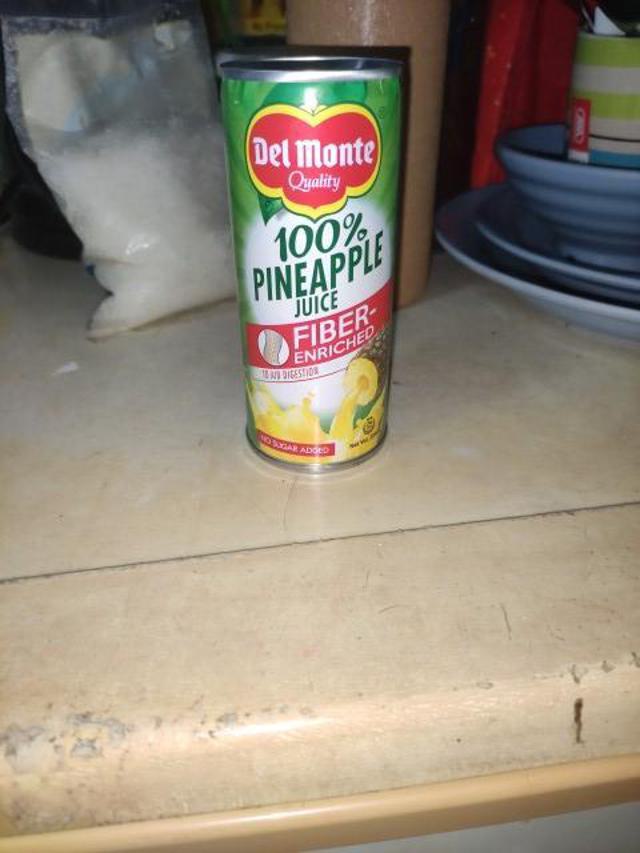 Del Monte
Quality
100%
PINEAPPLE
JUICE
FIBER-
ENRICHED
TO AID DIGESTION
NO SUGAR ADDED